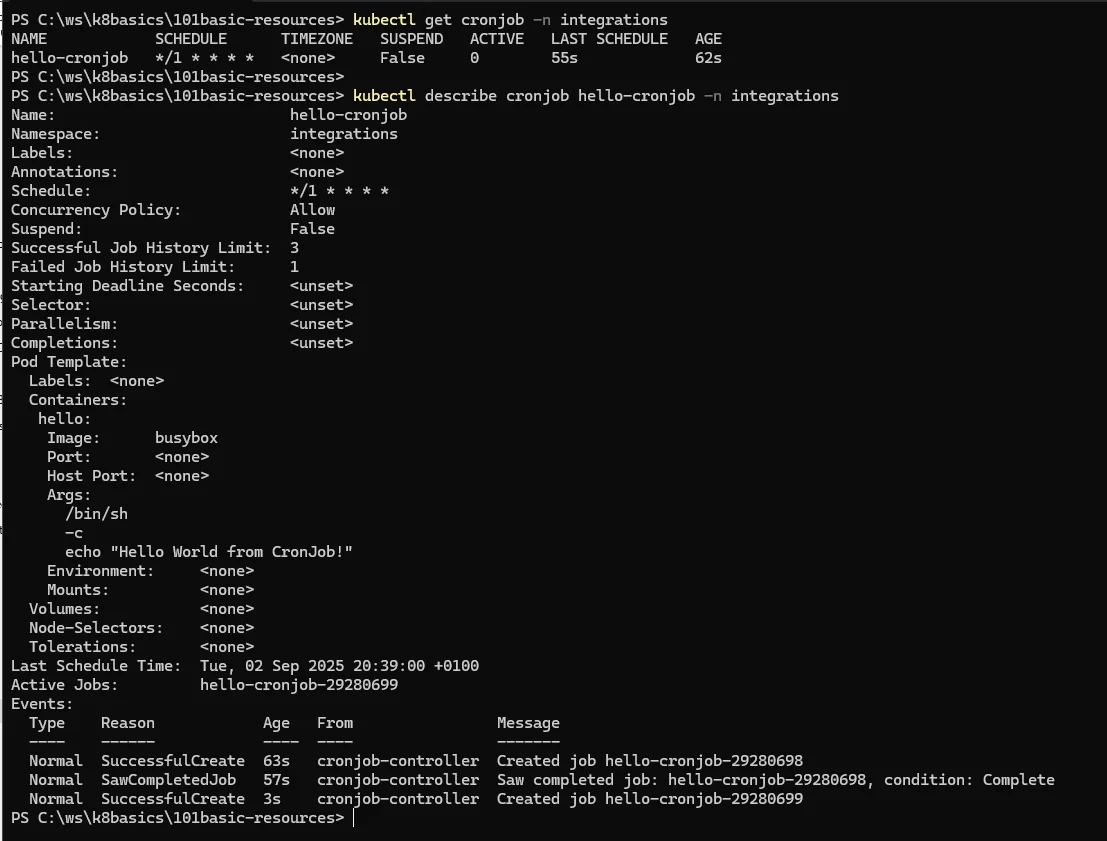 PS C:\ws\k8basics\101basic-resources> kubectl get cronjob -n integrations
NAME            SCHEDULE      TIMEZONE   SUSPEND   ACTIVE   LAST SCHEDULE   AGE
hello-cronjob   */1 * * * *   <none>     False     0        55s             62s
PS C:\ws\k8basics\101basic-resources>
PS C:\ws\k8basics\101basic-resources> kubectl describe cronjob hello-cronjob -n integrations
Name:                          hello-cronjob
Namespace:                     integrations
Labels:                        <none>
Annotations:                   <none>
Schedule:                      */1 * * * *
Concurrency Policy:            Allow
Suspend:                       False
Successful Job History Limit:  3
Failed Job History Limit:      1
Starting Deadline Seconds:     <unset>
Selector:                      <unset>
Parallelism:                   <unset>
Completions:                   <unset>
Pod Template:
  Labels:  <none>
  Containers:
   hello:
    Image:      busybox
    Port:       <none>
    Host Port:  <none>
    Args:
      /bin/sh
      -c
      echo "Hello World from CronJob!"
    Environment:     <none>
    Mounts:          <none>
  Volumes:           <none>
  Node-Selectors:    <none>
  Tolerations:       <none>
Last Schedule Time:  Tue, 02 Sep 2025 20:39:00 +0100
Active Jobs:         hello-cronjob-29280699
Events:
  Type    Reason            Age   From                Message
  ----    ------            ----  ----                -------
  Normal  SuccessfulCreate  63s   cronjob-controller  Created job hello-cronjob-29280698
  Normal  SawCompletedJob   57s   cronjob-controller  Saw completed job: hello-cronjob-29280698, condition: Complete
  Normal  SuccessfulCreate  3s    cronjob-controller  Created job hello-cronjob-29280699
PS C:\ws\k8basics\101basic-resources>